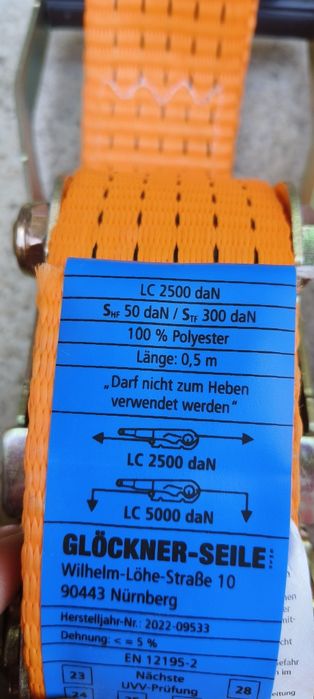 LC 2500 daN
SHF 50 daN / STF 300 daN
100 % Polyester
Länge: 0,5 m
„Darf nicht zum Heben
verwendet werden"
LC 2500 daN
LC 5000 daN
GLÖCKNER-SEILE
Wilhelm-Löhe-Straße 10
90443 Nürnberg
Herstelljahr-Nr.: 2022-09533
Dehnung: < = 5 %
EN 12195-2
23 Nächste 28
UVV-Prüfung